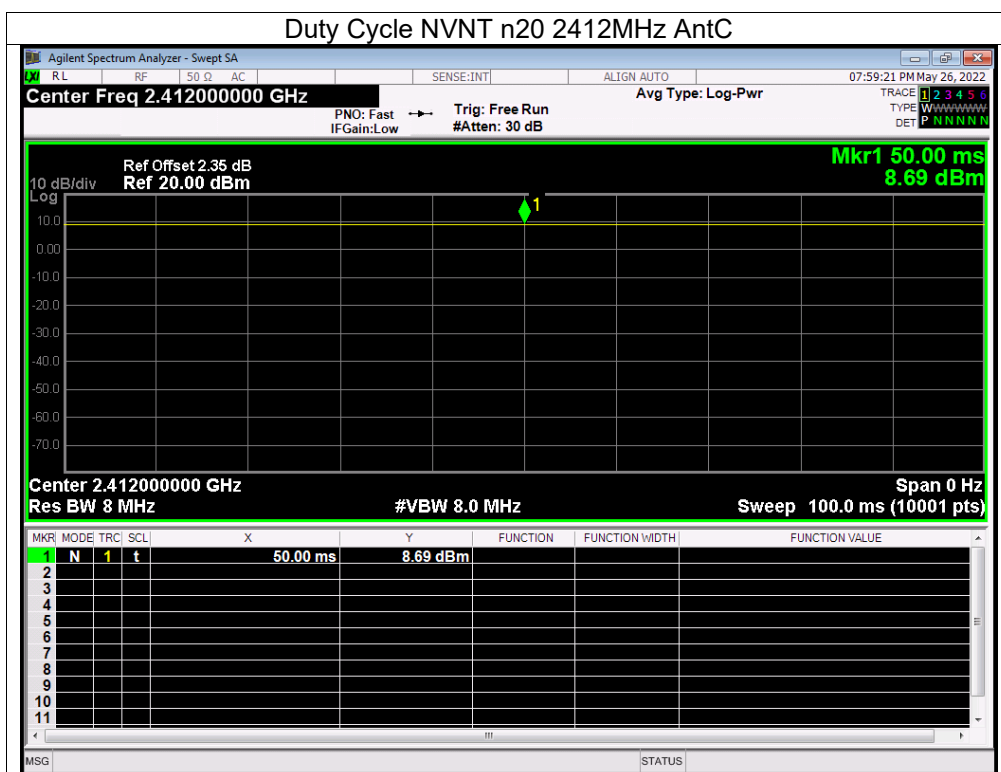 Duty Cycle NVNT n20 2412MHz AntC
Agilent Spectrum Analyzer - Swept SA
LXI RL RF 50 Ω AC SENSE:INT ALIGN AUTO 07:59:21 PM May 26, 2022
Center Freq 2.412000000 GHz Avg Type: Log-Pwr TRACE 1 2 3 4 5 6
PNO: Fast Trig: Free Run TYPE WWWWWW
IFGain:Low #Atten: 30 dB DET P N N N N N
Mkr1 50.00 ms
8.69 dBm
Ref Offset 2.35 dB
10 dB/div Ref 20.00 dBm
Log
1
10.0
0.00
-10.0
-20.0
-30.0
-40.0
-50.0
-60.0
-70.0
Center 2.412000000 GHz Span 0 Hz
Res BW 8 MHz #VBW 8.0 MHz Sweep 100.0 ms (10001 pts)
MKR MODE TRC SCL X Y FUNCTION FUNCTION WIDTH FUNCTION VALUE
1 N 1 t 50.00 ms 8.69 dBm
2
3
4
5
6
7
8
9
10
11
MSG STATUS